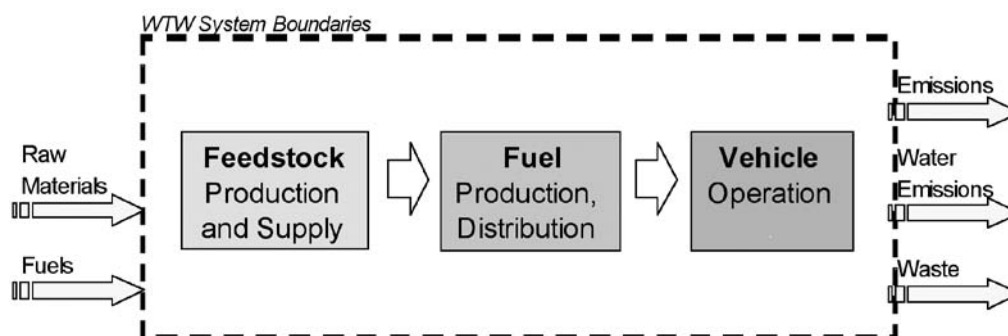 WTW System Boundaries
Raw
Materials
Fuels
Feedstock
Production
and Supply
Fuel
Production,
Distribution
Vehicle
Operation
Emissions
Water
Emissions
Waste